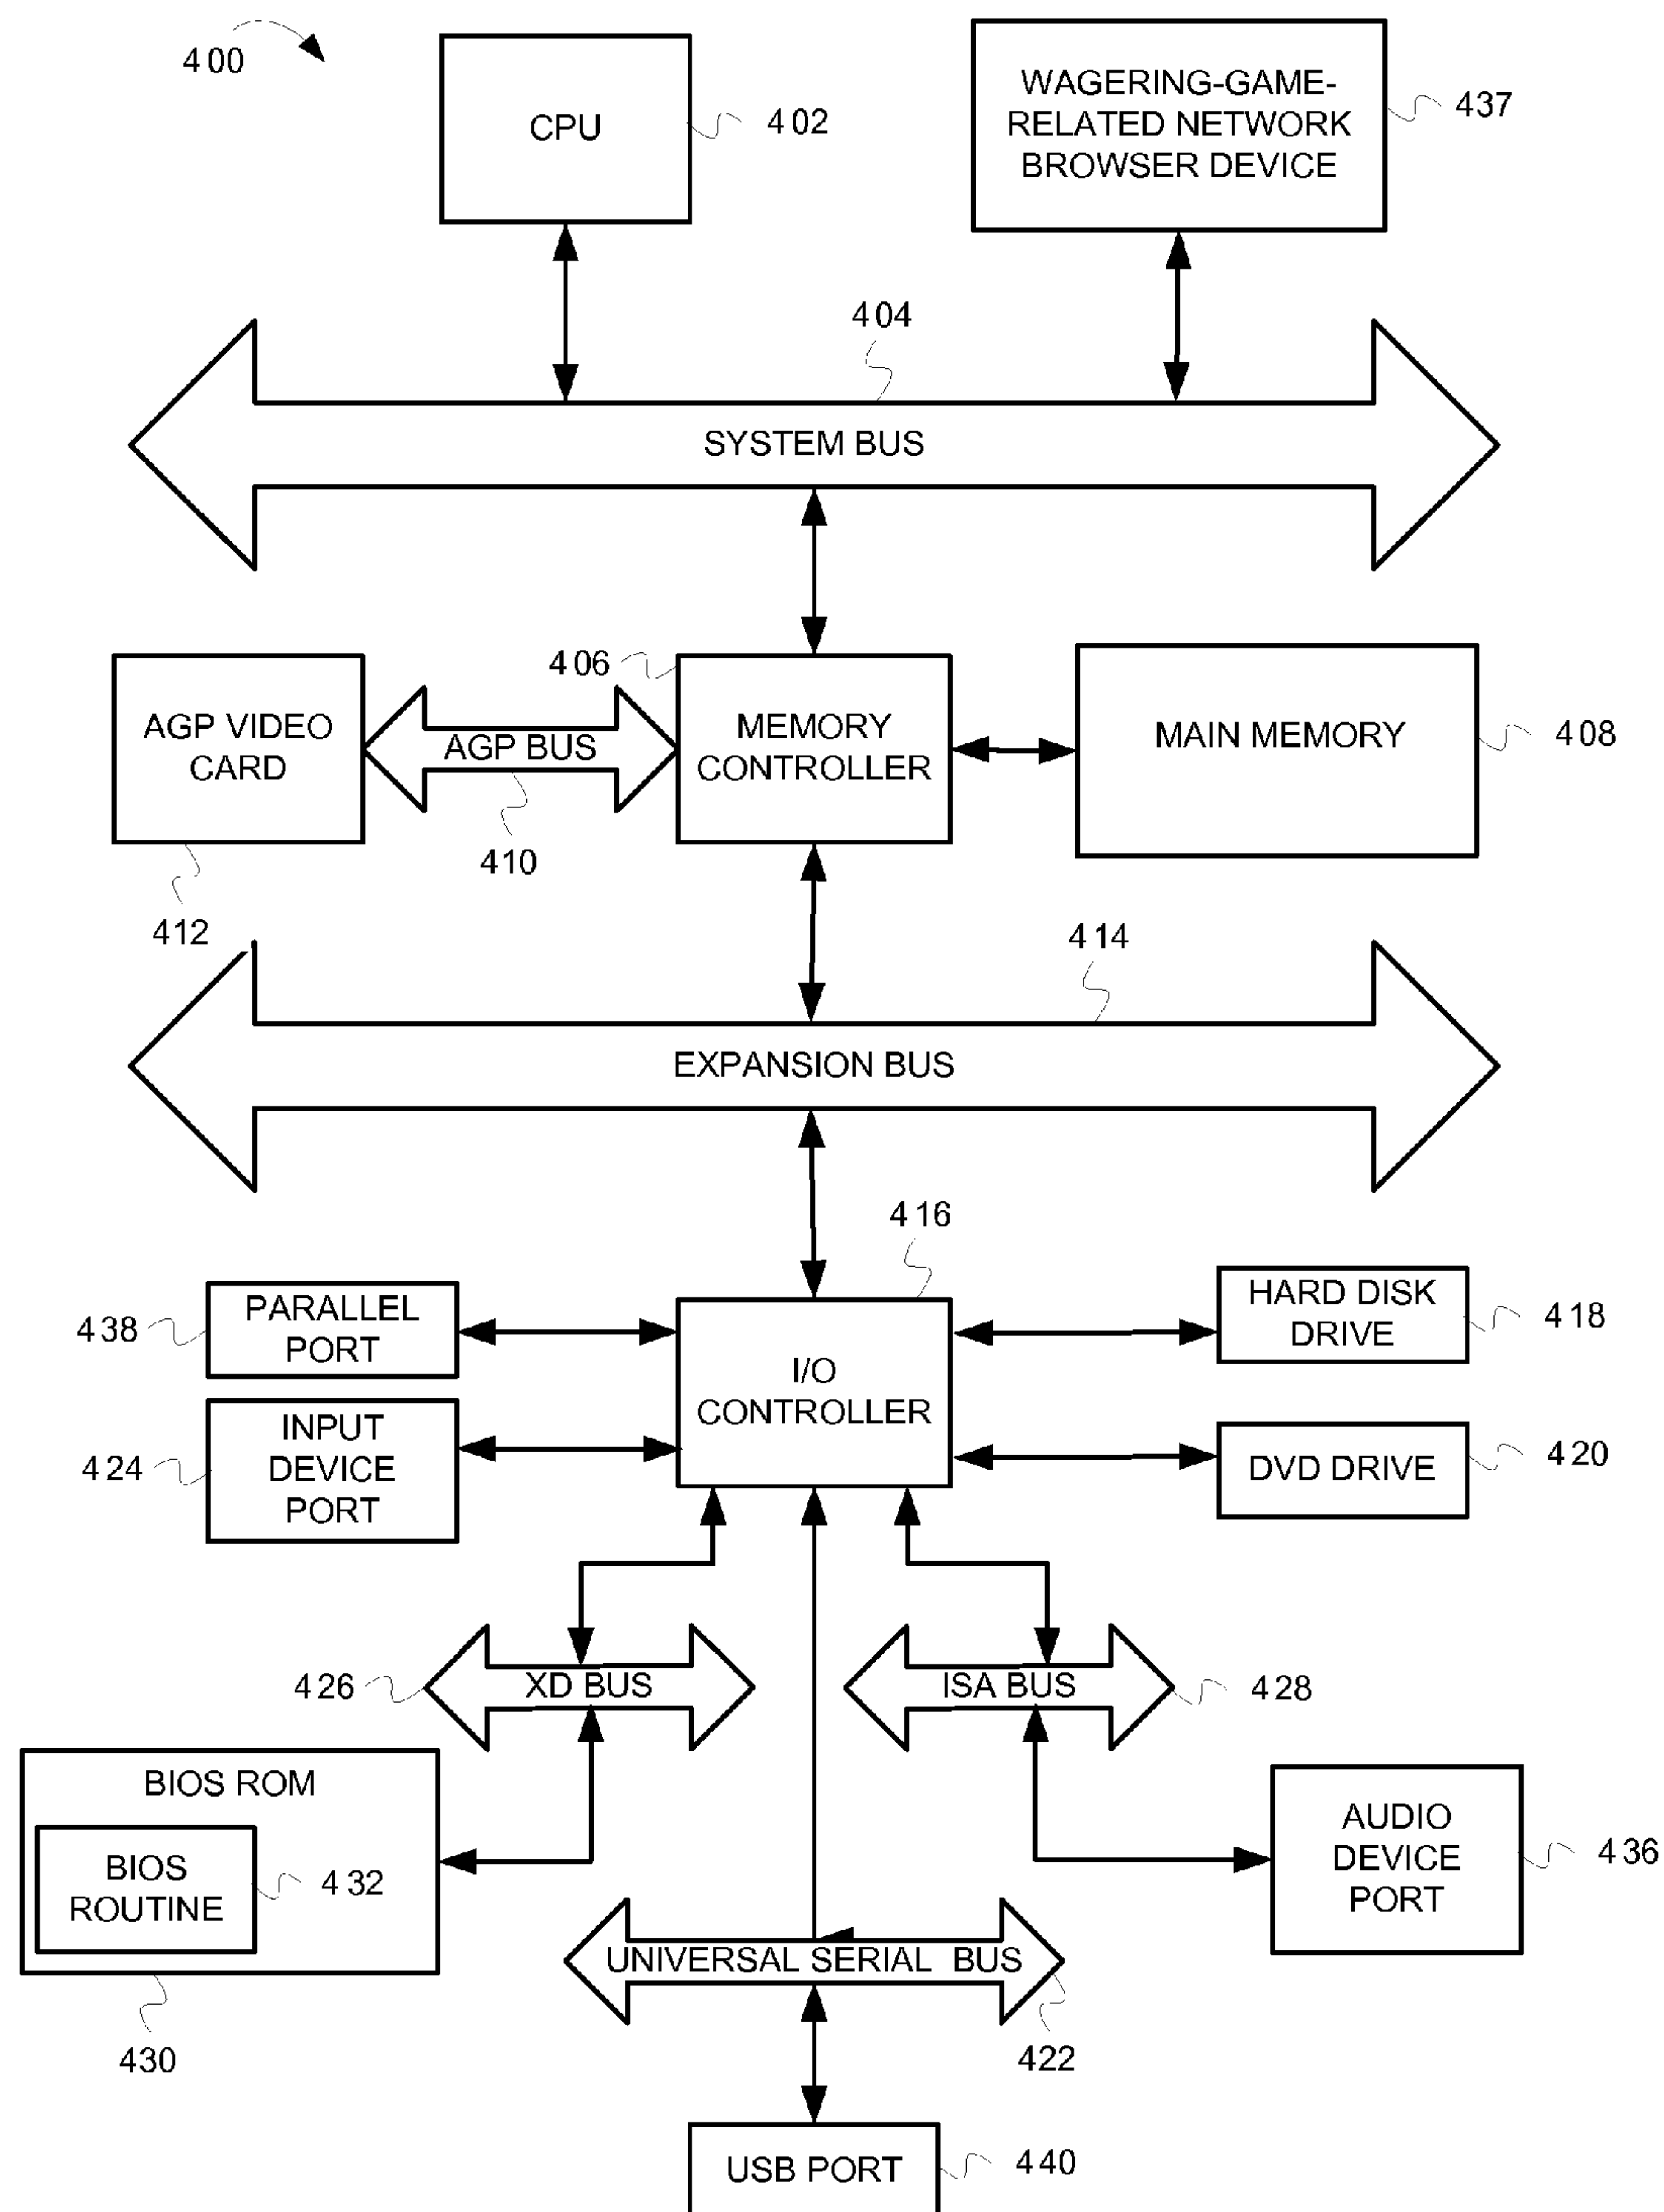 400
CPU
402
WAGERING-GAME-
RELATED NETWORK
BROWSER DEVICE
437
404
SYSTEM BUS
AGP VIDEO
CARD
412
AGP BUS
410
406
MEMORY
CONTROLLER
MAIN MEMORY
408
414
EXPANSION BUS
416
PARALLEL
PORT
438
I/O
CONTROLLER
HARD DISK
DRIVE
418
INPUT
DEVICE
PORT
424
DVD DRIVE
420
426
XD BUS
ISA BUS
428
BIOS ROM
BIOS
ROUTINE
432
430
AUDIO
DEVICE
PORT
436
UNIVERSAL SERIAL BUS
422
USB PORT
440